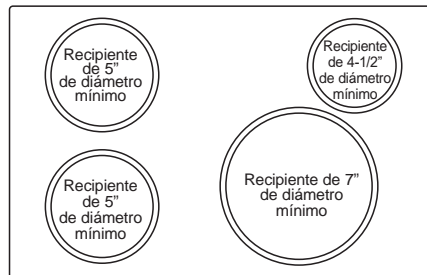 Recipiente
de 5”
de diámetro
mínimo
Recipiente
de 4-1/2”
de diámetro
mínimo
Recipiente
de 5”
de diámetro
mínimo
Recipiente de 7”
de diámetro
mínimo